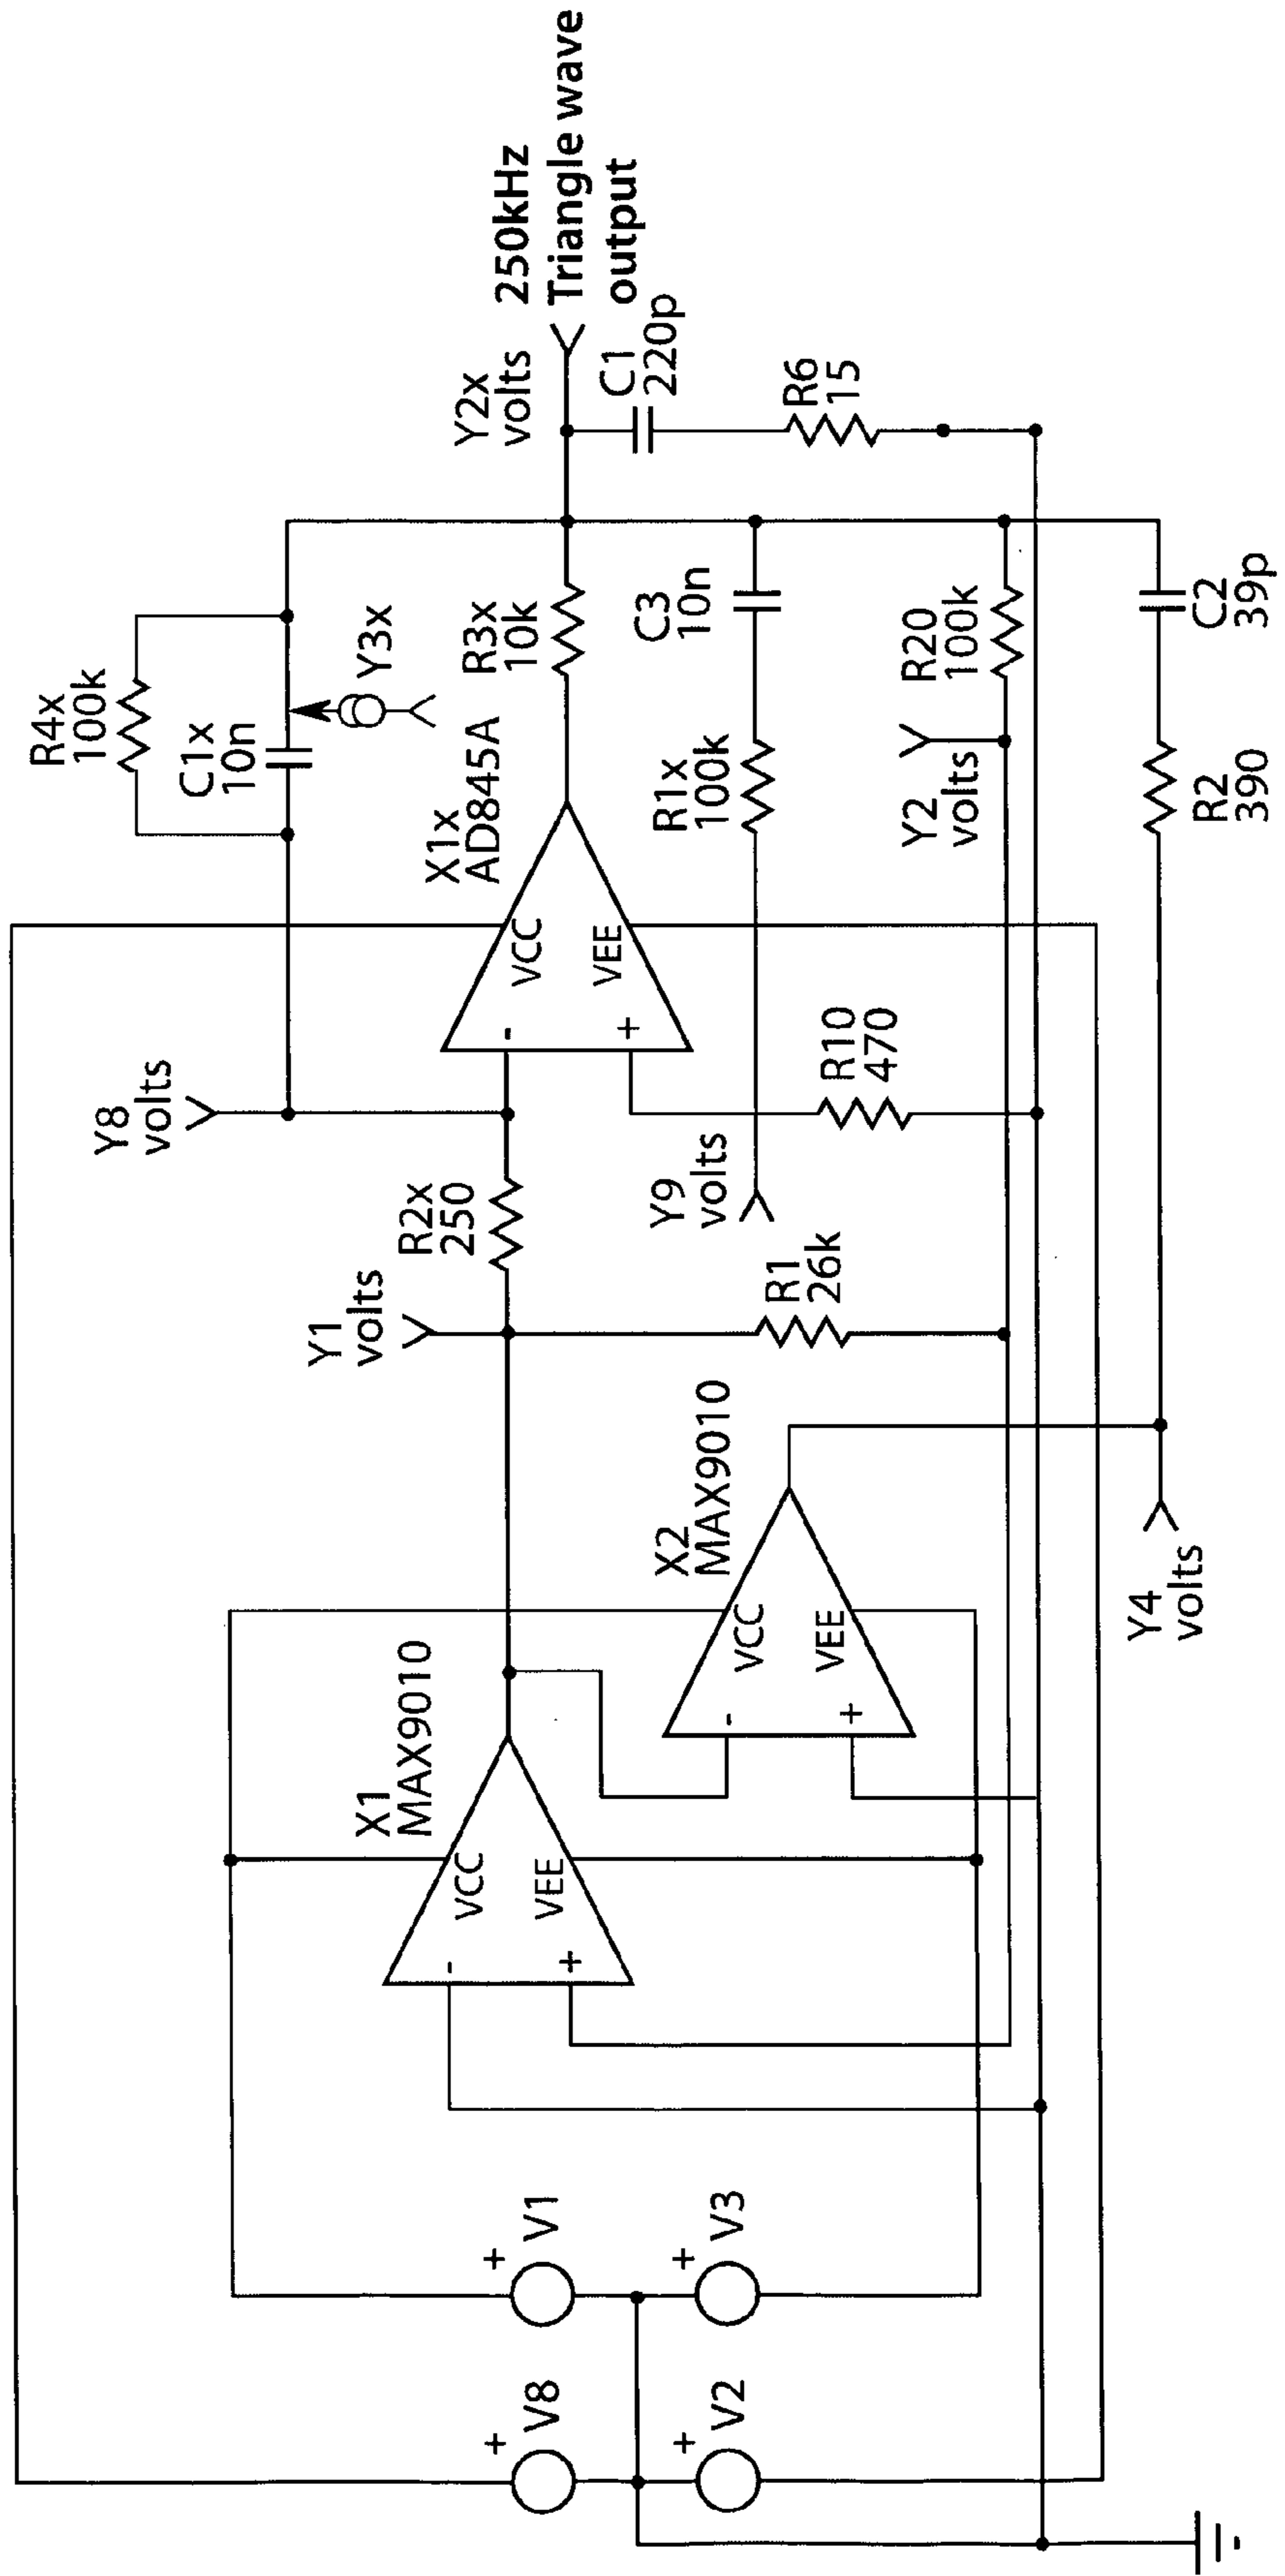 R4x
100k
C1x
10n
Y3x
Y8
volts
X1x
AD845A
VCC
VEE
-
+
R3x
10k
Y2x
volts
250kHz
Triangle wave
output
C1
220p
R6
15
Y1
volts
R2x
250
Y9
volts
R1x
100k
C3
10n
R10
470
R1
26k
Y2
volts
R20
100k
X1
MAX9010
VCC
VEE
-
+
X2
MAX9010
VCC
VEE
-
+
Y4
volts
R2
390
C2
39p
+
V8
+
V1
+
V2
+
V3